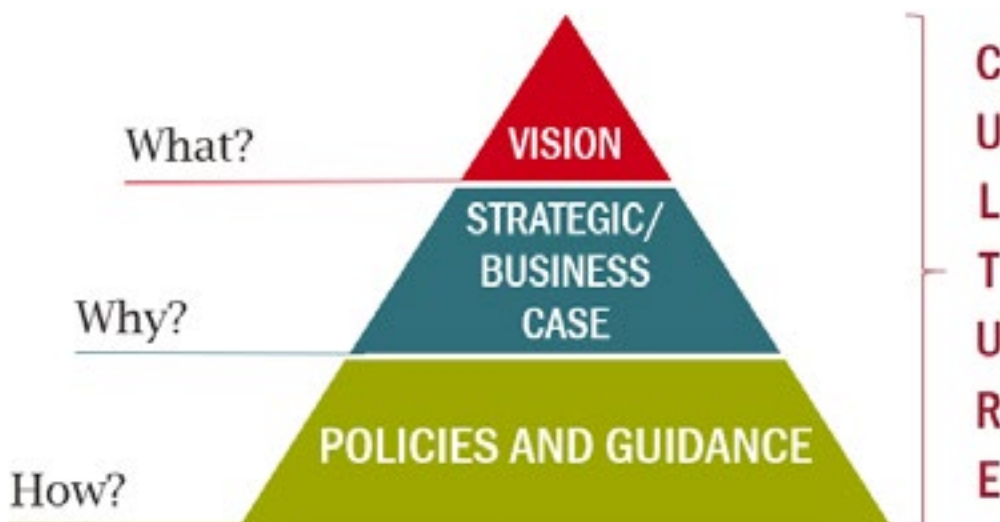 What?
VISION
Why?
STRATEGIC/
BUSINESS
CASE
How?
POLICIES AND GUIDANCE
C
U
L
T
U
R
E